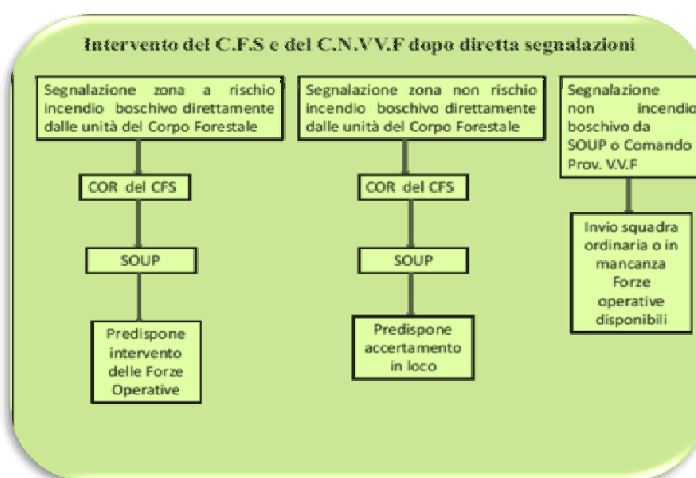 Intervento del C.F.S e del C.N.VV.F dopo diretta segnalazioni
Segnalazione zona a rischio
incendio boschivo direttamente
dalle unità del Corpo Forestale
COR del CFS
SOUP
Predispone
intervento
delle Forze
Operative
Segnalazione zona non rischio
incendio boschivo direttamente
dalle unità del Corpo Forestale
COR del CFS
SOUP
Predispone
accertamento
in loco
Segnalazione
non incendio
boschivo da
SOUP o Comando
Prov. V.V.F
Invio squadra
ordinaria o in
mancanza
Forze
operative
disponibili